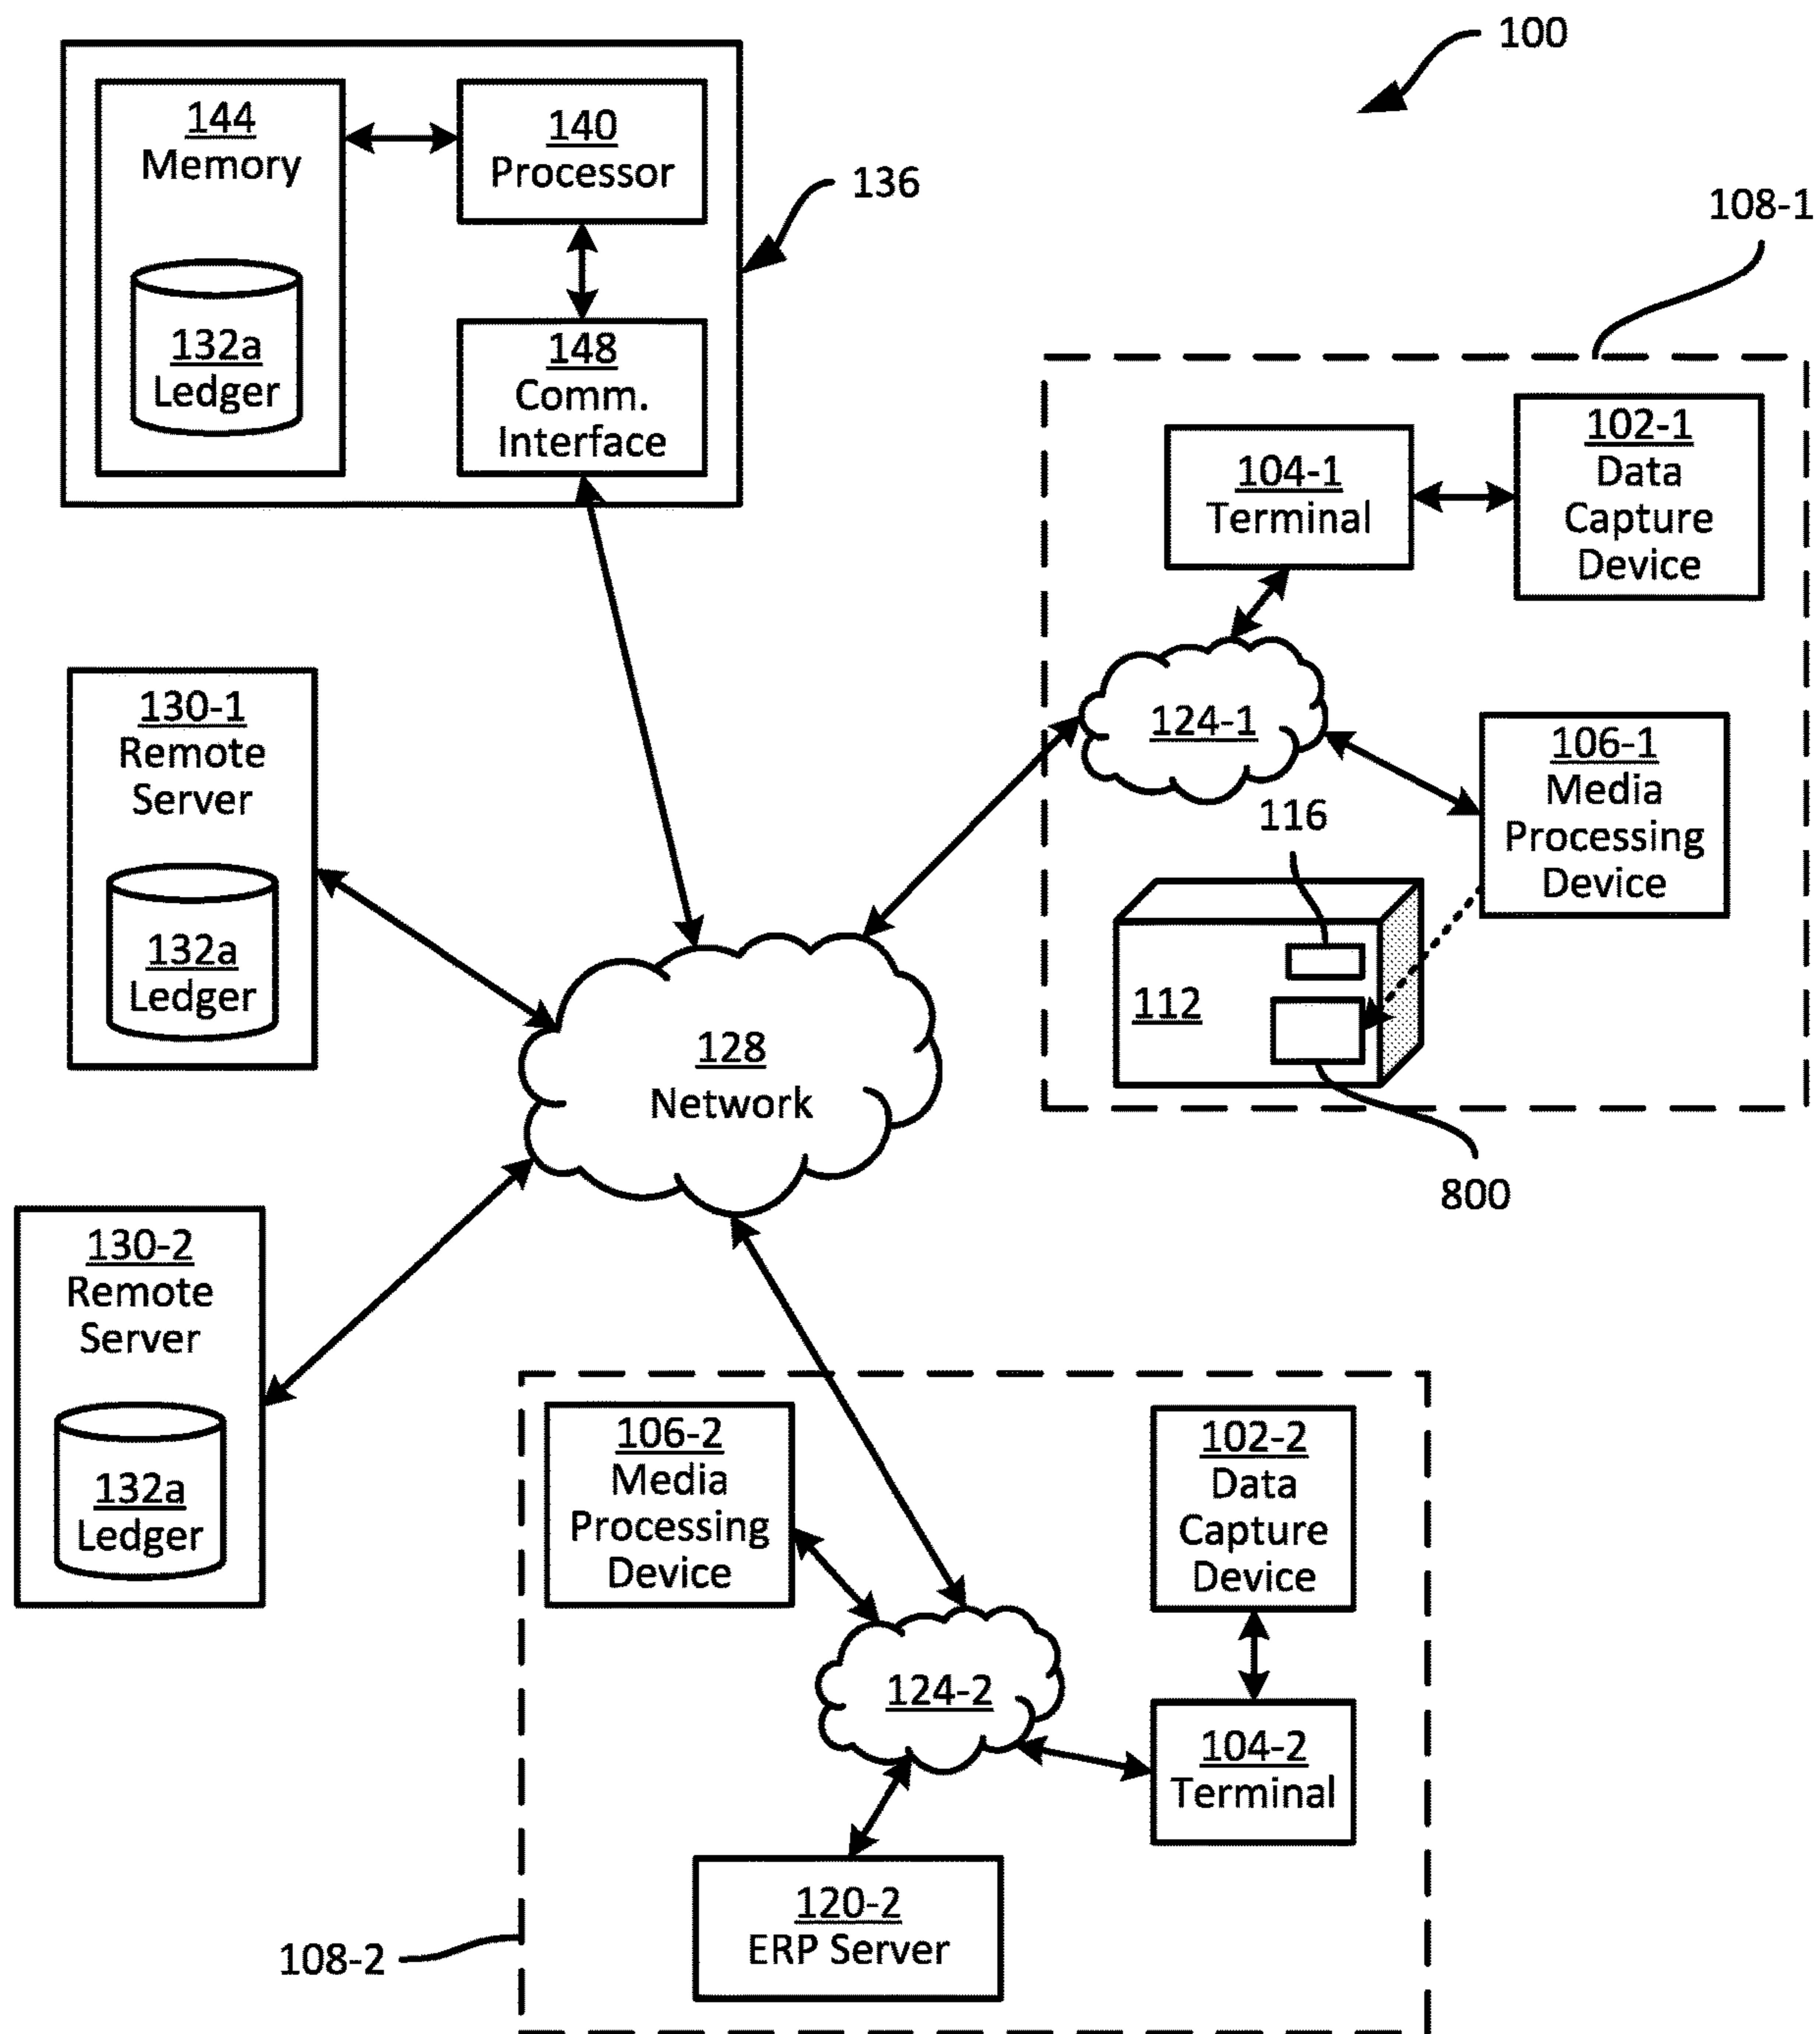 100
144
Memory
140
Processor
136
132a
Ledger
148
Comm.
Interface
108-1
104-1
Terminal
102-1
Data
Capture
Device
124-1
106-1
Media
Processing
Device
116
112
800
130-1
Remote
Server
132a
Ledger
128
Network
130-2
Remote
Server
132a
Ledger
106-2
Media
Processing
Device
102-2
Data
Capture
Device
124-2
104-2
Terminal
120-2
ERP Server
108-2